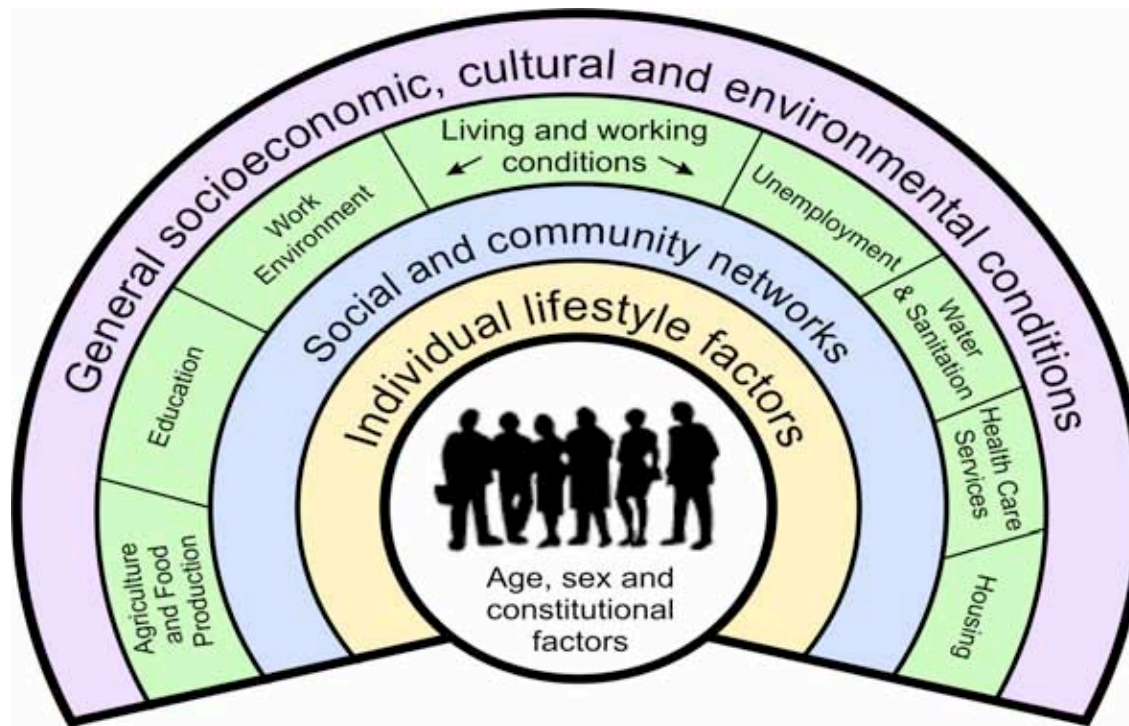 General socioeconomic, cultural and environmental conditions
Living and working
conditions
Agriculture
and Food
Production
Education
Work
Environment
Unemployment
Water
& Sanitation
Health Care
Services
Housing
Social and community networks
Individual lifestyle factors
Age, sex and
constitutional
factors